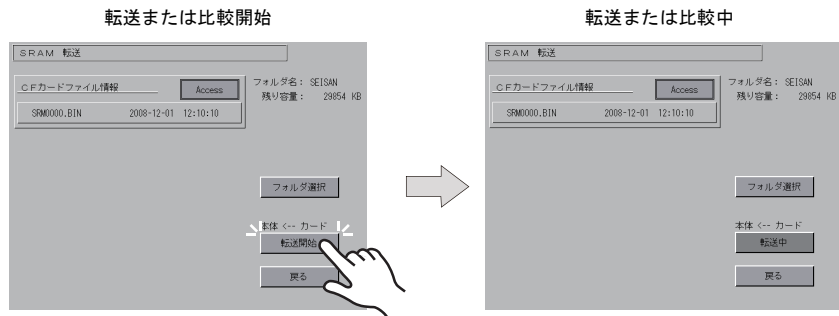 転送または比較開始
SRAM 転送
CFカードファイル情報
Access
フォルダ名： SEISAN
残り容量： 29854 KB
SRM0000.BIN 2008-12-01 12:10:10
フォルダ選択
本体 <-- カード
転送開始
戻る
転送または比較中
SRAM 転送
CFカードファイル情報
Access
フォルダ名： SEISAN
残り容量： 29854 KB
SRM0000.BIN 2008-12-01 12:10:10
フォルダ選択
本体 <-- カード
転送中
戻る